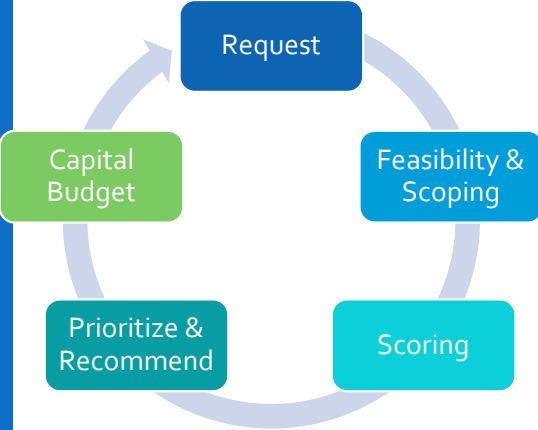 Request
Feasibility &
Scoping
Scoring
Prioritize &
Recommend
Capital
Budget